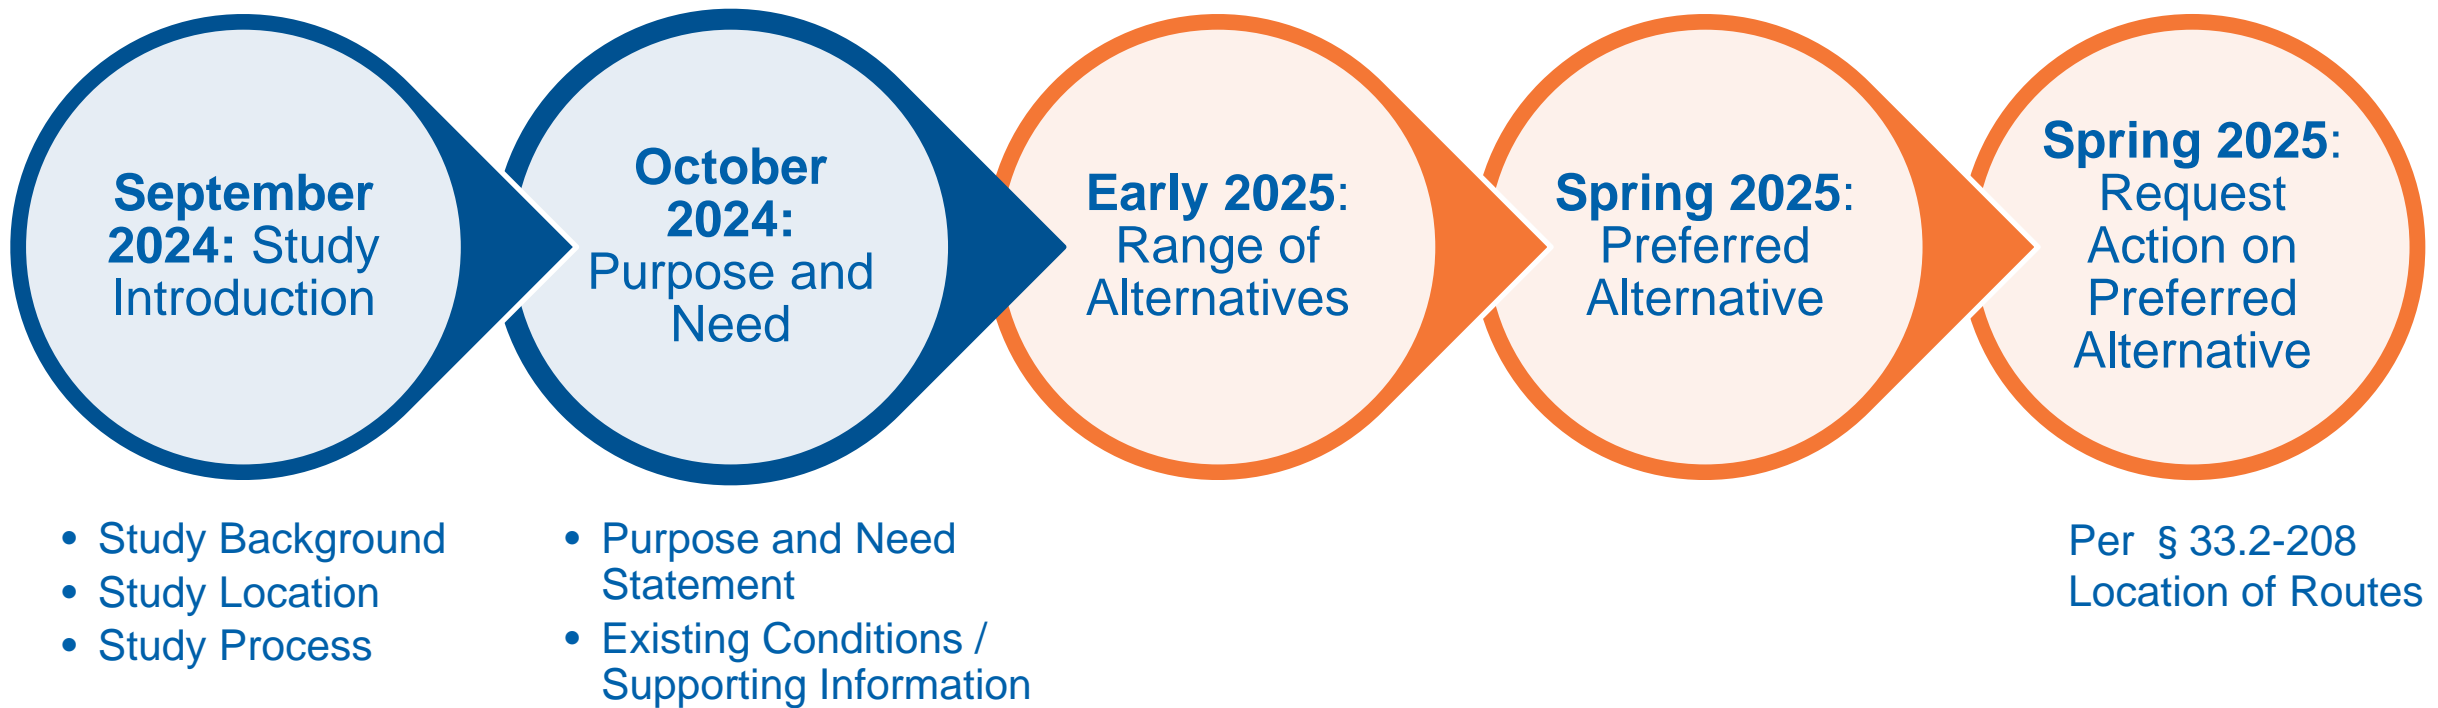 September
2024: Study
Introduction
October
2024:
Purpose and
Need
Early 2025:
Range of
Alternatives
Spring 2025:
Preferred
Alternative
Spring 2025:
Request
Action on
Preferred
Alternative
• Study Background
• Study Location
• Study Process
• Purpose and Need
Statement
• Existing Conditions /
Supporting Information
Per § 33.2-208
Location of Routes